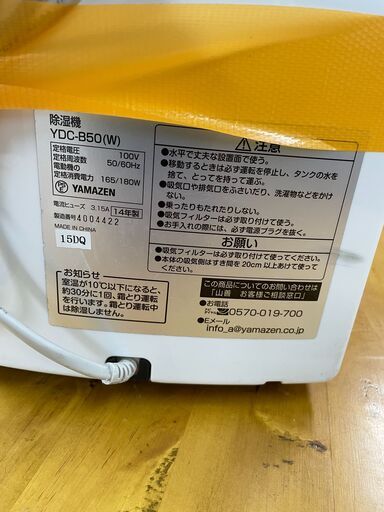 除湿機
YDC-B50(W)
定格電圧 100V
定格周波数 50/60Hz
電動機の
定格消費電力 165/180W
YAMAZEN
電流ヒューズ 3.15A 14年製
製造番号4004422
MADE IN CHINA
15DQ
お知らせ
室温が10℃以下になると、
約30分に1回、霜とり運転
を行います。霜とり運転中
は除湿しません。
注意
●水平で丈夫な設置面で使う。
●移動するときは必ず運転を停止し、タンクの水を
捨て、とってを持って運ぶ。
●吸気口や排気口をふさいだり、洗濯物などをかけ
ない。
●乗ったりもたれたりしない。
●吸気フィルターは必ず取り付けて使う。
●お手入れの際には、必ず電源プラグを抜く。
お願い
●吸気フィルターは必ず取り付けて使ってください。
●本体の吸気側はすき間を20cm以上あけて使って
ください。
この商品についてのお問い合わせは
「山善 お客様ご相談窓口」
0570-019-700
●Eメール
info_a@yamazen.co.jp